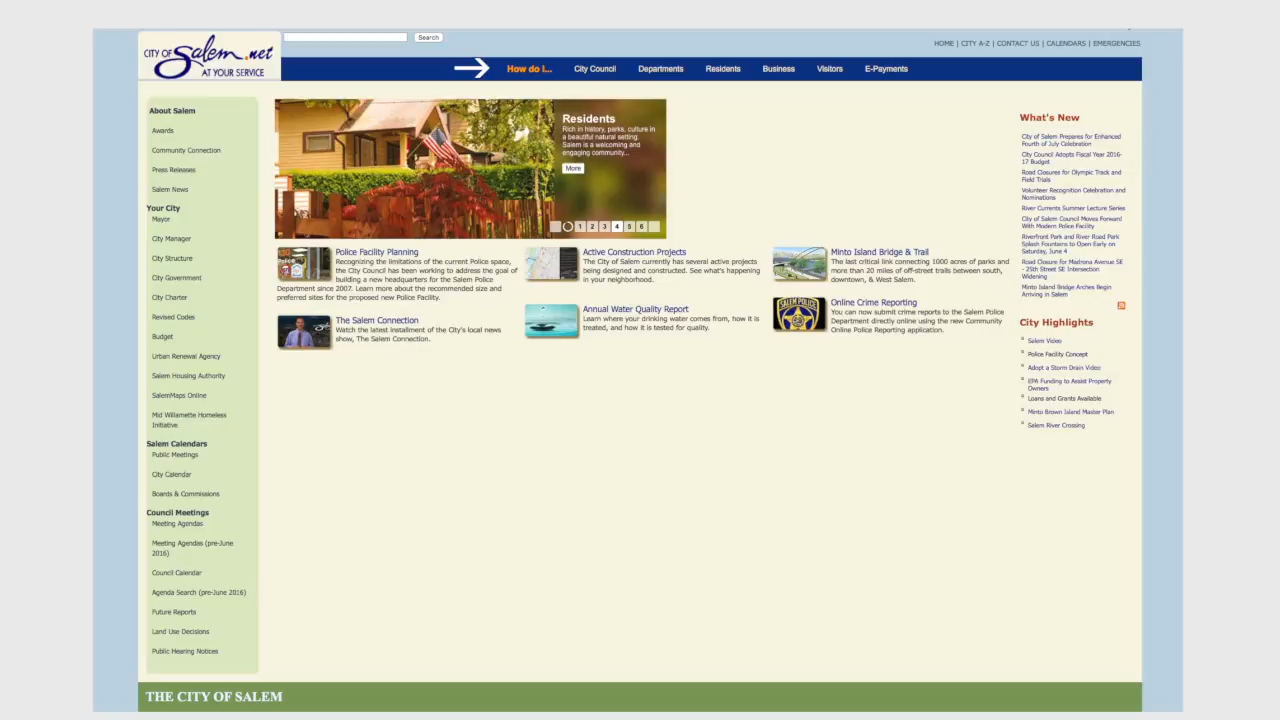 CITY OF Salem.net
AT YOUR SERVICE
Search
HOME | CITY A-Z | CONTACT US | CALENDARS | EMERGENCIES
How do I... City Council Departments Residents Business Visitors E-Payments
About Salem
Awards
Community Connection
Press Releases
Salem News
Your City
Mayor
City Manager
City Structure
City Government
City Charter
Revised Codes
Budget
Urban Renewal Agency
Salem Housing Authority
SalemMaps Online
Mid Willamette Homeless
Initiative
Salem Calendars
Public Meetings
City Calendar
Boards & Commissions
Council Meetings
Meeting Agendas
Meeting Agendas (pre-June
2016)
Council Calendar
Agenda Search (pre-June 2016)
Future Reports
Land Use Decisions
Public Hearing Notices
Residents
Rich in history, parks, culture in
a beautiful natural setting.
Salem is a welcoming and
engaging community...
More
1 2 3 4 5 6
Police Facility Planning
Recognizing the limitations of the current Police space,
the City Council has been working to address the goal of
building a new headquarters for the Salem Police
Department since 2007. Learn more about the recommended size and
preferred sites for the proposed new Police Facility.
The Salem Connection
Watch the latest installment of the City's local news
show, The Salem Connection.
Active Construction Projects
The City of Salem currently has several active projects
being designed and constructed. See what's happening
in your neighborhood.
Annual Water Quality Report
Learn where your drinking water comes from, how it is
treated, and how it is tested for quality.
Minto Island Bridge & Trail
The last critical link connecting 1000 acres of parks and
more than 20 miles of off-street trails between south,
downtown, & West Salem.
SALEM POLICE
Online Crime Reporting
You can now submit crime reports to the Salem Police
Department directly online using the new Community
Online Police Reporting application.
What's New
City of Salem Prepares for Enhanced
Fourth of July Celebration
City Council Adopts Fiscal Year 2016-
17 Budget
Road Closures for Olympic Track and
Field Trials
Volunteer Recognition Celebration and
Nominations
River Currents Summer Lecture Series
City of Salem Council Moves Forward
With Modern Police Facility
Riverfront Park and River Road Park
Splash Fountains to Open Early on
Saturday, June 4
Road Closure for Madrona Avenue SE
- 25th Street SE Intersection
Widening
Minto Island Bridge Arches Begin
Arriving in Salem
City Highlights
Salem Video
Police Facility Concept
Adopt a Storm Drain Video
EPA Funding to Assist Property
Owners
Loans and Grants Available
Minto Brown Island Master Plan
Salem River Crossing
THE CITY OF SALEM